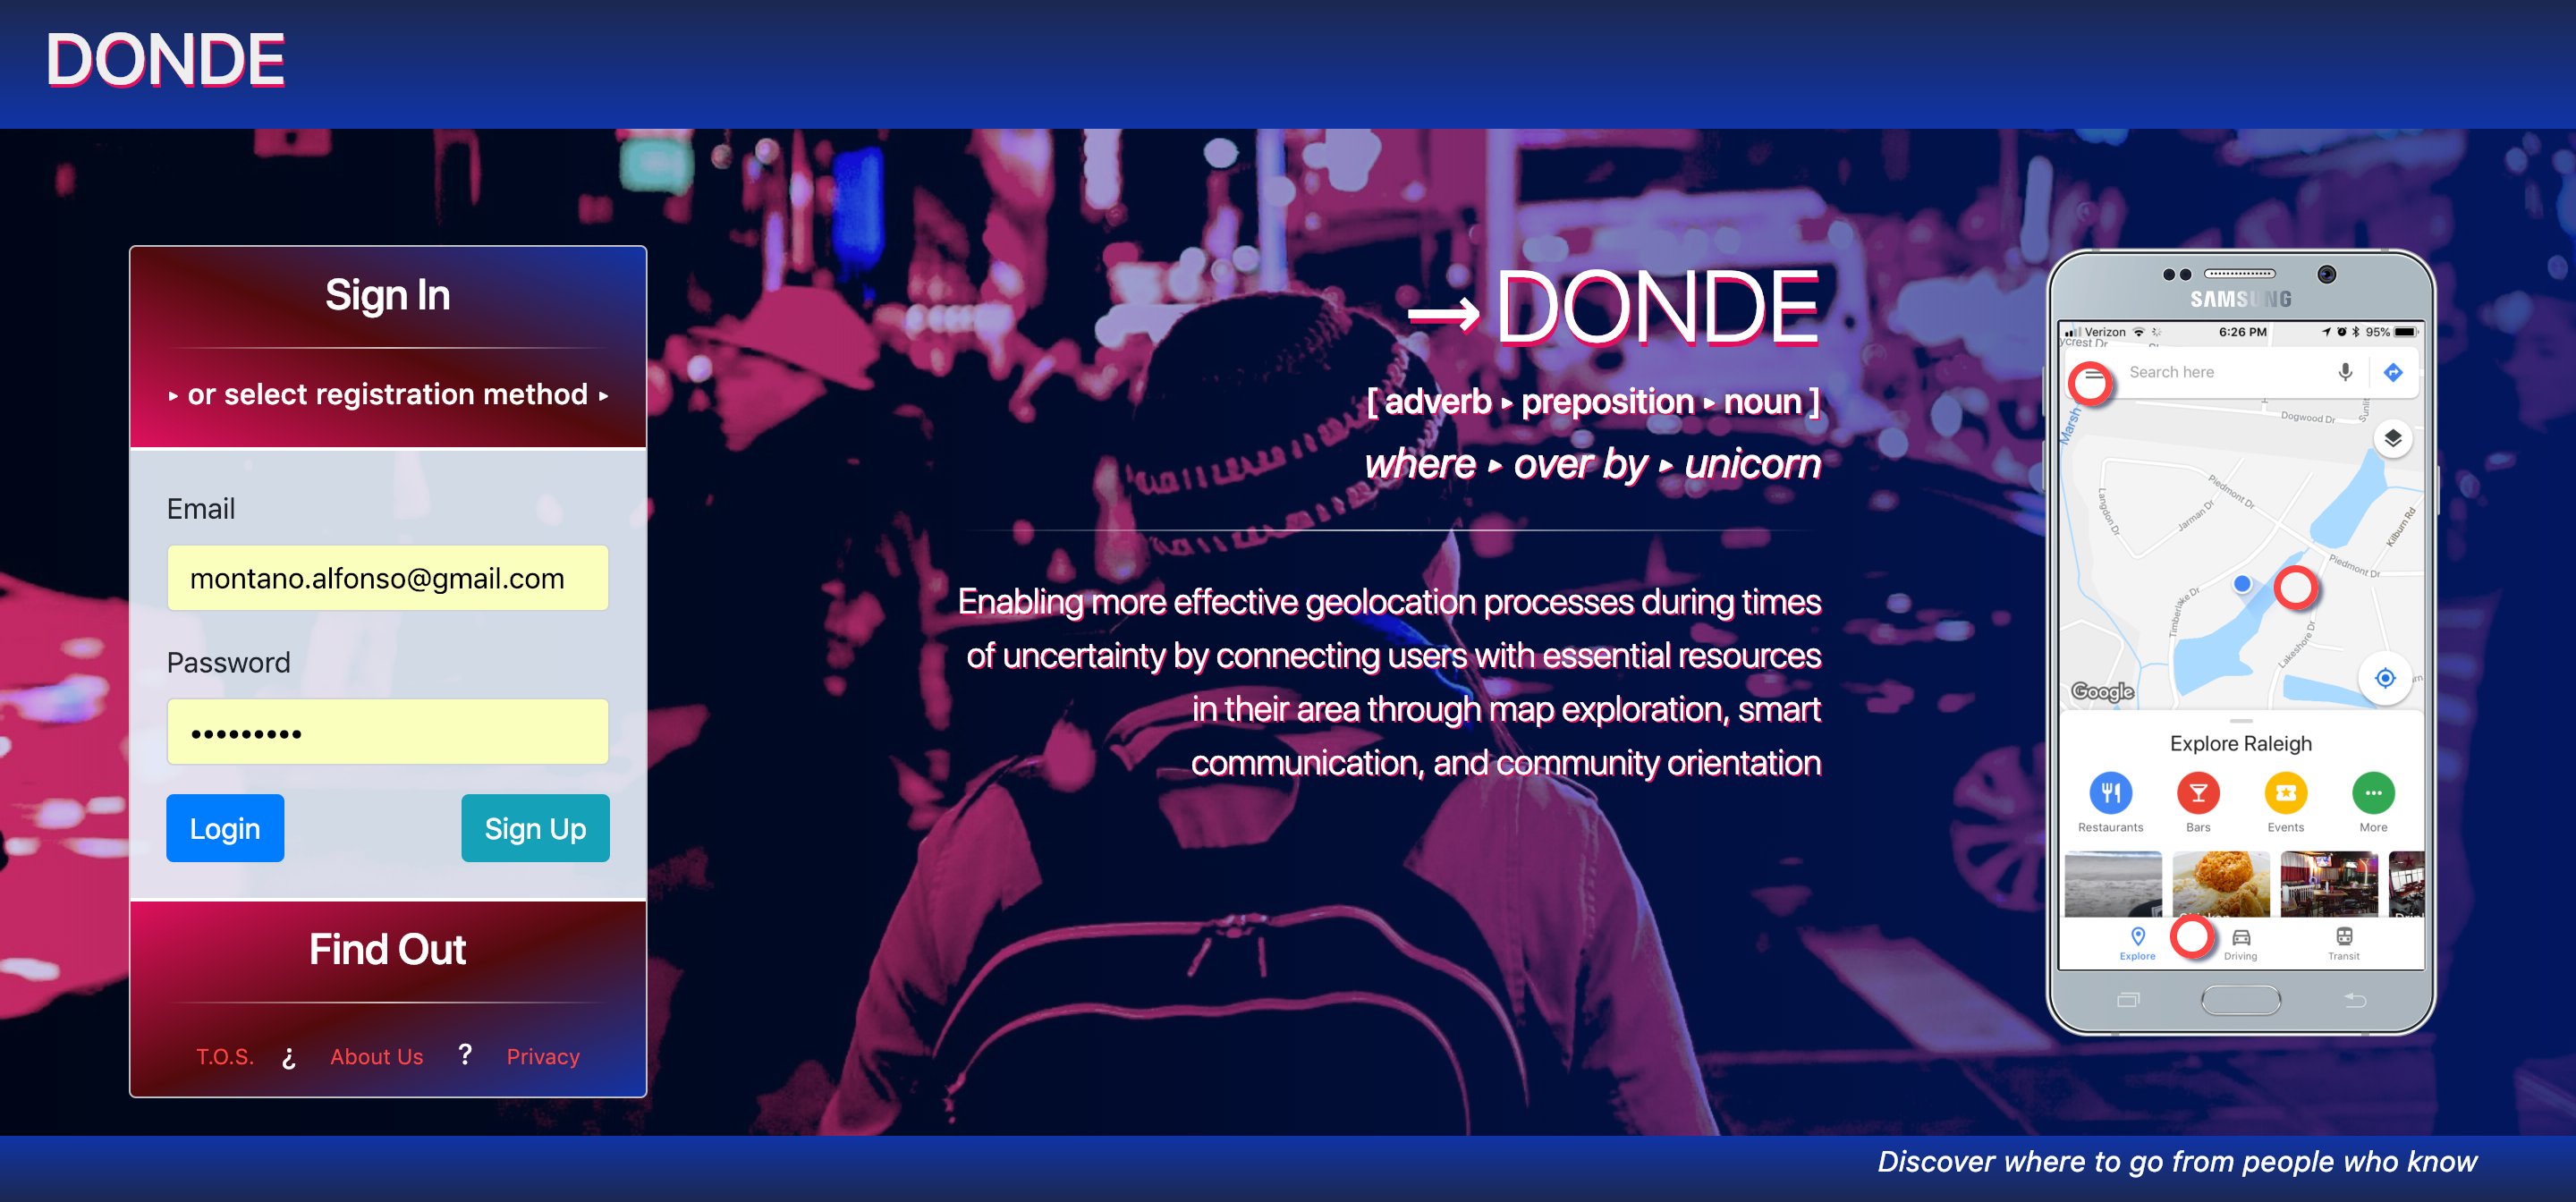 DONDE
Sign In
▸ or select registration method ▸
Email
montano.alfonso@gmail.com
Password
•••••••••
Login
Sign Up
Find Out
T.O.S. ¿ About Us ? Privacy
→DONDE
[ adverb ▸ preposition ▸ noun ]
where ▸ over by ▸ unicorn
Enabling more effective geolocation processes during times
of uncertainty by connecting users with essential resources
in their area through map exploration, smart
communication, and community orientation
SAMSUNG
Verizon 6:26 PM 95%
Search here
Dogwood Dr
Marsh
Piedmont Dr
Langdon Dr
Jarman Dr
Kilburn Rd
Piedmont Dr
Timberlake Dr
Lakeshore Dr
Google
Explore Raleigh
Restaurants Bars Events More
Explore Driving Transit
Discover where to go from people who know